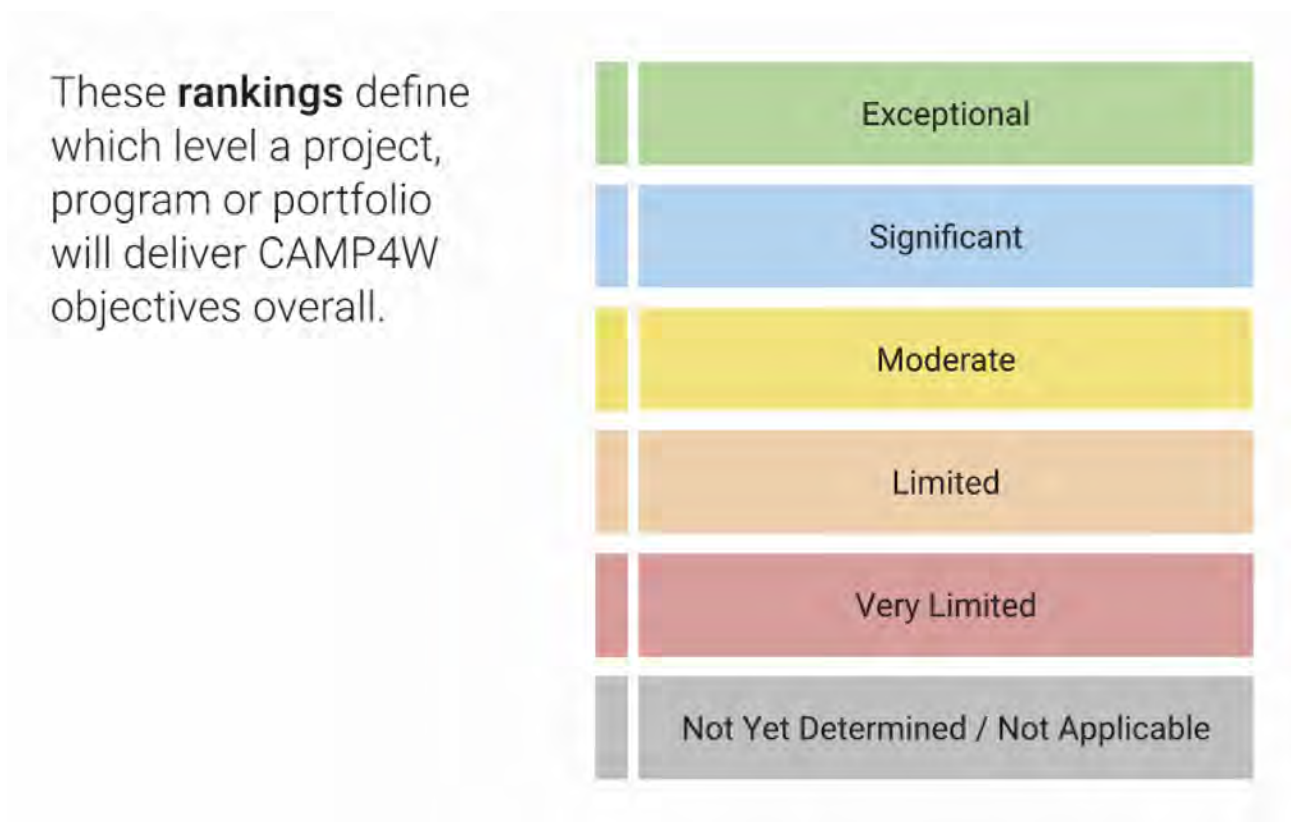 These rankings define
which level a project,
program or portfolio
will deliver CAMP4W
objectives overall.
Exceptional
Significant
Moderate
Limited
Very Limited
Not Yet Determined / Not Applicable